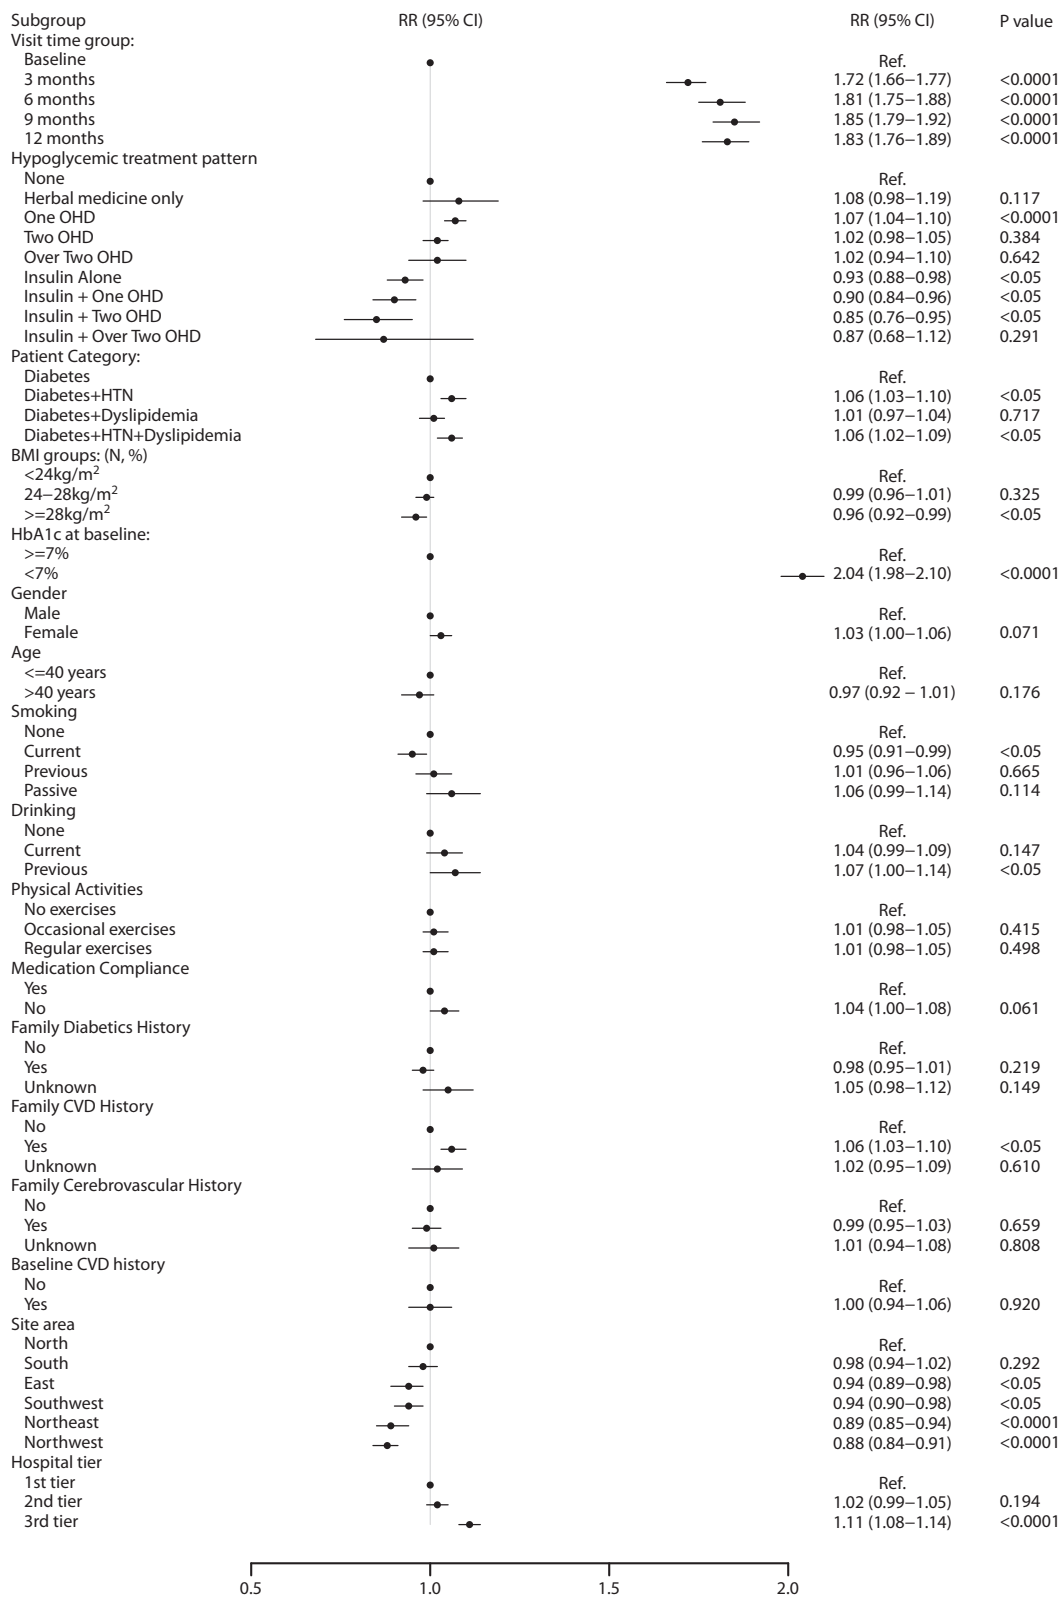 Subgroup RR (95% CI) RR (95% CI) P value
Visit time group:
Baseline Ref.
3 months 1.72 (1.66−1.77) <0.0001
6 months 1.81 (1.75−1.88) <0.0001
9 months 1.85 (1.79−1.92) <0.0001
12 months 1.83 (1.76−1.89) <0.0001
Hypoglycemic treatment pattern
None Ref.
Herbal medicine only 1.08 (0.98−1.19) 0.117
One OHD 1.07 (1.04−1.10) <0.0001
Two OHD 1.02 (0.98−1.05) 0.384
Over Two OHD 1.02 (0.94−1.10) 0.642
Insulin Alone 0.93 (0.88−0.98) <0.05
Insulin + One OHD 0.90 (0.84−0.96) <0.05
Insulin + Two OHD 0.85 (0.76−0.95) <0.05
Insulin + Over Two OHD 0.87 (0.68−1.12) 0.291
Patient Category:
Diabetes Ref.
Diabetes+HTN 1.06 (1.03−1.10) <0.05
Diabetes+Dyslipidemia 1.01 (0.97−1.04) 0.717
Diabetes+HTN+Dyslipidemia 1.06 (1.02−1.09) <0.05
BMI groups: (N, %)
<24kg/m² Ref.
24−28kg/m² 0.99 (0.96−1.01) 0.325
>=28kg/m² 0.96 (0.92−0.99) <0.05
HbA1c at baseline:
>=7% Ref.
<7% 2.04 (1.98−2.10) <0.0001
Gender
Male Ref.
Female 1.03 (1.00−1.06) 0.071
Age
<=40 years Ref.
>40 years 0.97 (0.92 − 1.01) 0.176
Smoking
None Ref.
Current 0.95 (0.91−0.99) <0.05
Previous 1.01 (0.96−1.06) 0.665
Passive 1.06 (0.99−1.14) 0.114
Drinking
None Ref.
Current 1.04 (0.99−1.09) 0.147
Previous 1.07 (1.00−1.14) <0.05
Physical Activities
No exercises Ref.
Occasional exercises 1.01 (0.98−1.05) 0.415
Regular exercises 1.01 (0.98−1.05) 0.498
Medication Compliance
Yes Ref.
No 1.04 (1.00−1.08) 0.061
Family Diabetics History
No Ref.
Yes 0.98 (0.95−1.01) 0.219
Unknown 1.05 (0.98−1.12) 0.149
Family CVD History
No Ref.
Yes 1.06 (1.03−1.10) <0.05
Unknown 1.02 (0.95−1.09) 0.610
Family Cerebrovascular History
No Ref.
Yes 0.99 (0.95−1.03) 0.659
Unknown 1.01 (0.94−1.08) 0.808
Baseline CVD history
No Ref.
Yes 1.00 (0.94−1.06) 0.920
Site area
North Ref.
South 0.98 (0.94−1.02) 0.292
East 0.94 (0.89−0.98) <0.05
Southwest 0.94 (0.90−0.98) <0.05
Northeast 0.89 (0.85−0.94) <0.0001
Northwest 0.88 (0.84−0.91) <0.0001
Hospital tier
1st tier Ref.
2nd tier 1.02 (0.99−1.05) 0.194
3rd tier 1.11 (1.08−1.14) <0.0001
0.5 1.0 1.5 2.0